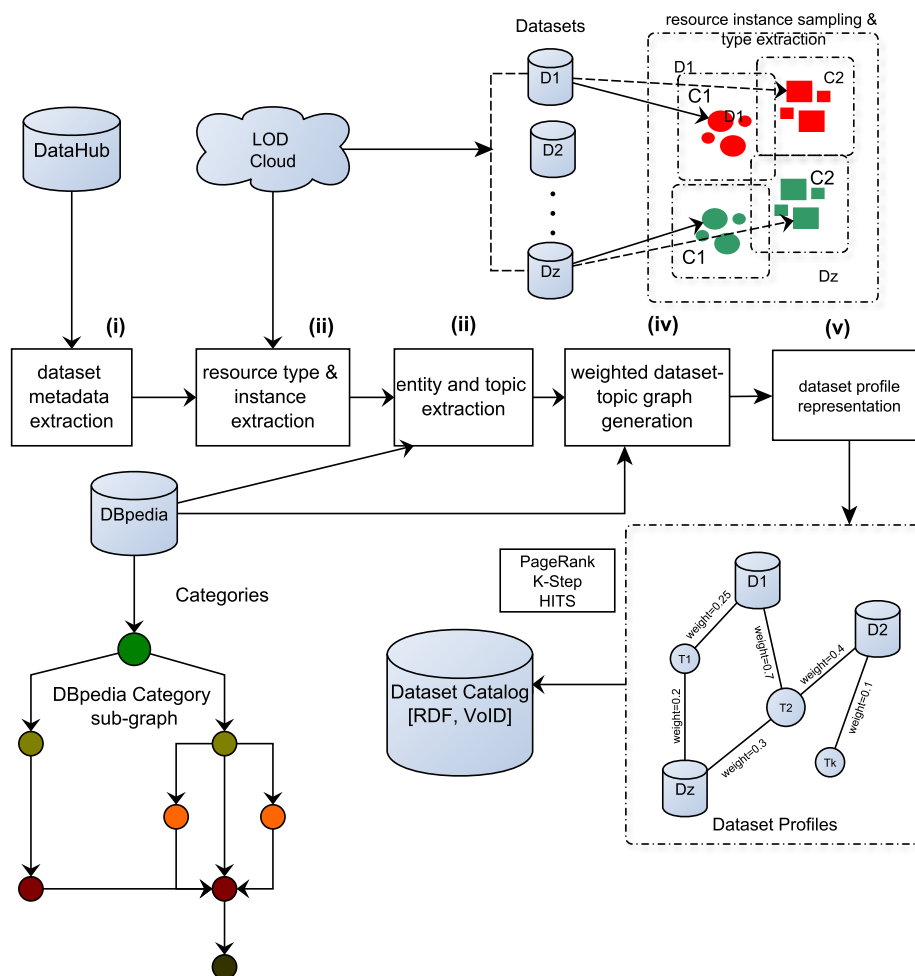 resource instance sampling &
type extraction
Datasets
D1
D1
C1
D1
C2
DataHub
LOD
Cloud
D2
C2
Dz
C1
Dz
(i)
(ii)
(ii)
(iv)
(v)
dataset
metadata
extraction
resource type &
instance
extraction
entity and topic
extraction
weighted dataset-
topic graph
generation
dataset profile
representation
DBpedia
PageRank
K-Step
HITS
Categories
DBpedia Category
sub-graph
Dataset Catalog
[RDF, VoID]
D1
D2
T1
T2
Tk
Dz
weight=0.25
weight=0.7
weight=0.4
weight=0.1
weight=0.2
weight=0.3
Dataset Profiles